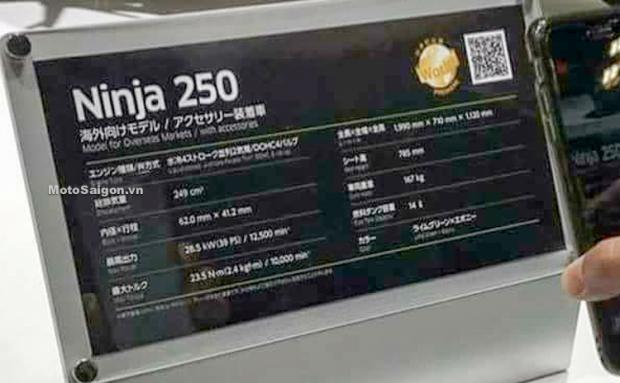 Ninja 250
海外向けモデル / アクセサリー装着車
Model for Overseas Markets / with accessories
エンジン種類/弁方式 水冷4ストローク並列2気筒/DOHC4バルブ
総排気量 249 cm³
内径×行程 62.0 mm × 41.2 mm
最高出力 28.5 kW(39 PS) / 12,500 min⁻¹
最大トルク 23.5 N·m(2.4 kgf·m) / 10,000 min⁻¹
World
全長×全幅×全高 1,990 mm × 710 mm × 1,120 mm
シート高 785 mm
車両重量 167 kg
燃料タンク容量 14 ℓ
カラー ライムグリーン×エボニー
MotoSaigon.vn
Ninja 250